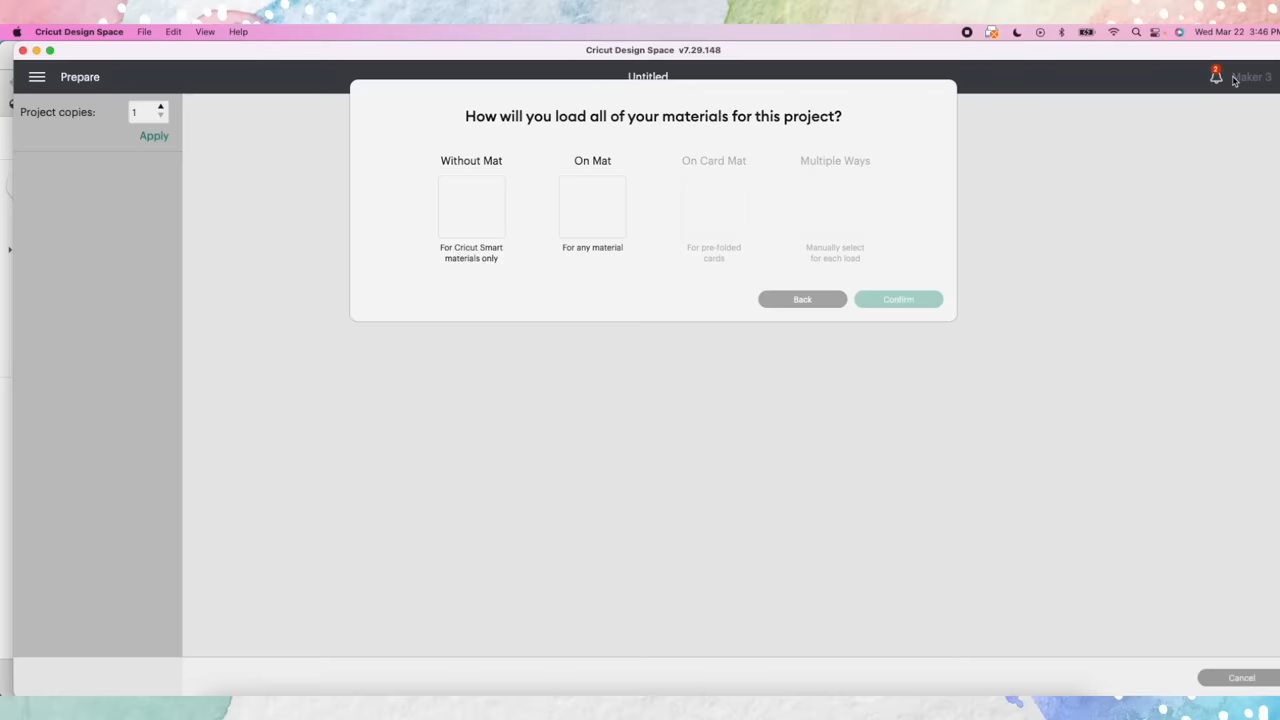 Cricut Design Space File Edit View Help Wed Mar 22 3:46 PM
Cricut Design Space v7.29.148
Prepare Untitled 2 Maker 3
Project copies: 1
Apply
How will you load all of your materials for this project?
Without Mat On Mat On Card Mat Multiple Ways
For Cricut Smart materials only
For any material
For pre-folded cards
Manually select for each load
Back Confirm
Cancel